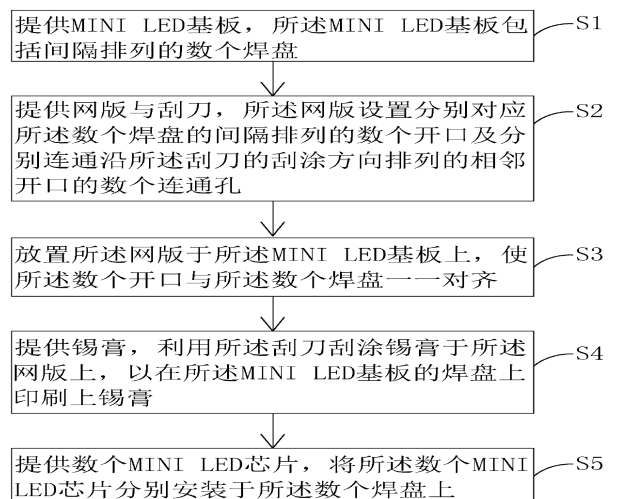 提供MINI LED基板，所述MINI LED基板包
括间隔排列的数个焊盘
S1
提供网版与刮刀，所述网版设置分别对应
所述数个焊盘的间隔排列的数个开口及分
别连通沿所述刮刀的刮涂方向排列的相邻
开口的数个连通孔
S2
放置所述网版于所述MINI LED基板上，使
所述数个开口与所述数个焊盘一一对齐
S3
提供锡膏，利用所述刮刀刮涂锡膏于所述
网版上，以在所述MINI LED基板的焊盘上
印刷上锡膏
S4
提供数个MINI LED芯片，将所述数个MINI
LED芯片分别安装于所述数个焊盘上
S5